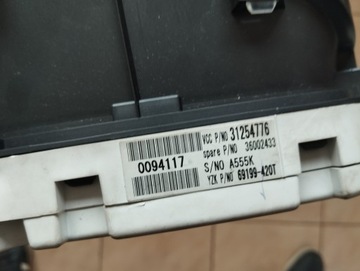 0094117
VCC P/NO 31254776
spare P/NO 36002433
S/NO A555K
YZK P/NO 69199-420T